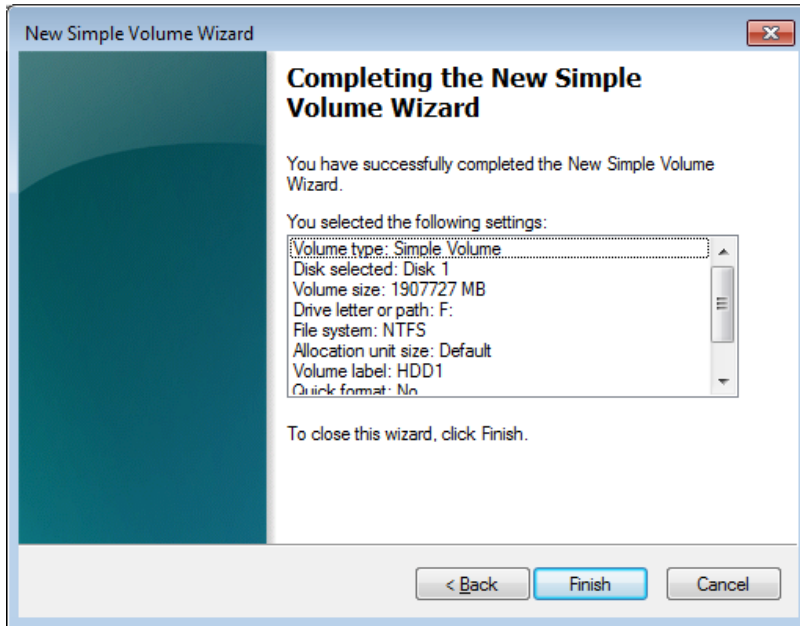 New Simple Volume Wizard
Completing the New Simple
Volume Wizard
You have successfully completed the New Simple Volume
Wizard.
You selected the following settings:
Volume type: Simple Volume
Disk selected: Disk 1
Volume size: 1907727 MB
Drive letter or path: F:
File system: NTFS
Allocation unit size: Default
Volume label: HDD1
Quick format: No
To close this wizard, click Finish.
< Back
Finish
Cancel